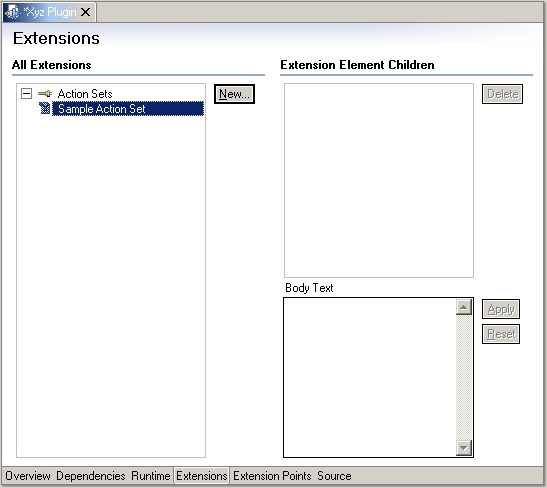 *Xyz Plugin
Extensions
All Extensions
Action Sets
Sample Action Set
New...
Extension Element Children
Delete
Body Text
Apply
Reset
Overview Dependencies Runtime Extensions Extension Points Source